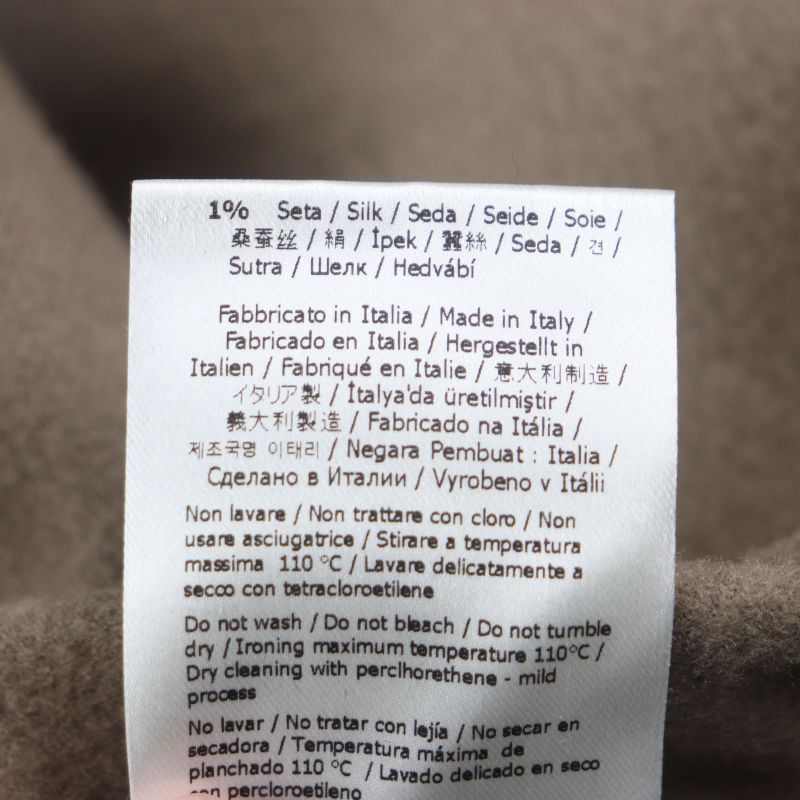 1% Seta / Silk / Seda / Seide / Soie /
桑蚕丝 / 絹 / İpek / 蠶絲 / Seda / 견 /
Sutra / Шелк / Hedvábí
Fabbricato in Italia / Made in Italy /
Fabricado en Italia / Hergestellt in
Italien / Fabriqué en Italie / 意大利制造 /
イタリア製 / İtalya'da üretilmiştir /
義大利製造 / Fabricado na Itália /
제조국명 이태리 / Negara Pembuat : Italia /
Сделано в Италии / Vyrobeno v Itálii
Non lavare / Non trattare con cloro / Non
usare asciugatrice / Stirare a temperatura
massima 110 °C / Lavare delicatamente a
secco con tetracloroetilene
Do not wash / Do not bleach / Do not tumble
dry / Ironing maximum temperature 110°C /
Dry cleaning with perclhorethene - mild
process
No lavar / No tratar con lejía / No secar en
secadora / Temperatura máxima de
planchado 110 °C / Lavado delicado en seco
con percloroetileno